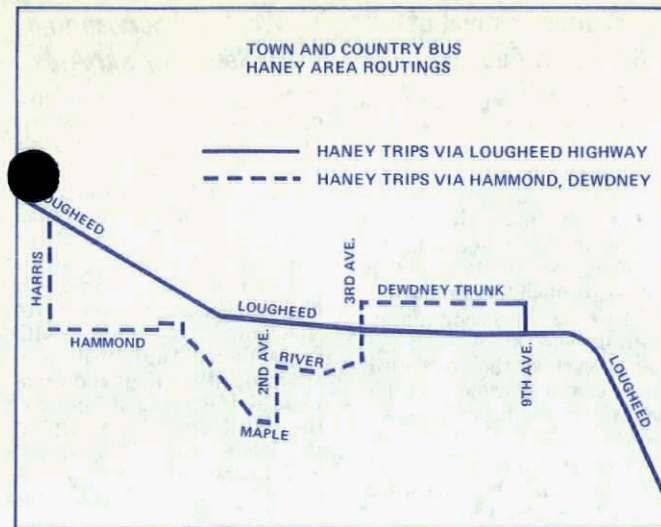 TOWN AND COUNTRY BUS
HANEY AREA ROUTINGS
HANEY TRIPS VIA LOUGHEED HIGHWAY
HANEY TRIPS VIA HAMMOND, DEWDNEY
LOUGHEED
HARRIS
3RD AVE.
DEWDNEY TRUNK
LOUGHEED
HAMMOND
2ND AVE.
RIVER
9TH AVE.
LOUGHEED
MAPLE